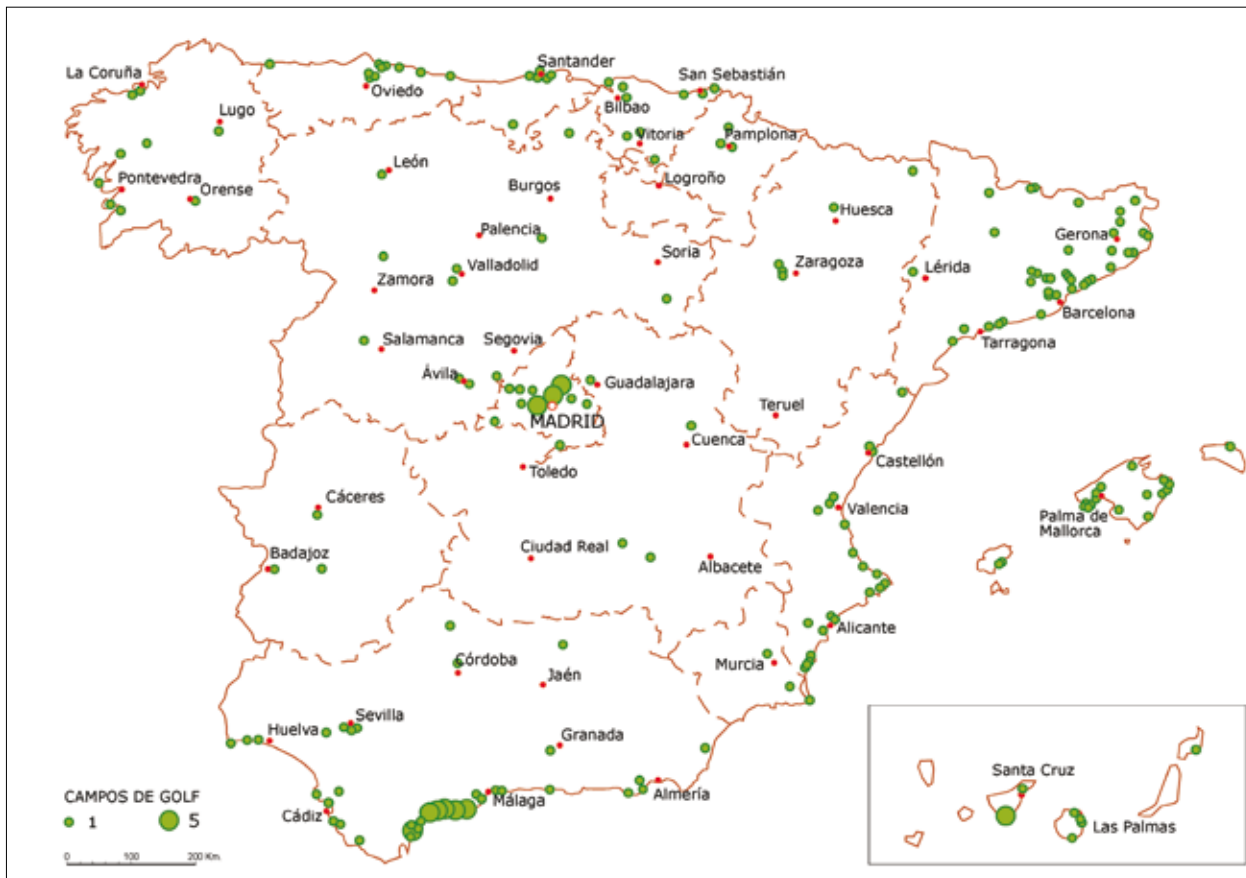 Santander
La Coruña
San Sebastián
Oviedo
Bilbao
Lugo
Vitoria
Pamplona
León
Pontevedra
Orense
Logroño
Burgos
Huesca
Palencia
Gerona
Soria
Zaragoza
Valladolid
Lérida
Zamora
Barcelona
Salamanca
Segovia
Tarragona
Ávila
Guadalajara
Teruel
MADRID
Cuenca
Castellón
Toledo
Cáceres
Valencia
Palma de
Mallorca
Badajoz
Ciudad Real
Albacete
Alicante
Córdoba
Murcia
Jaén
Sevilla
Huelva
Granada
Santa Cruz
CAMPOS DE GOLF
Málaga
Almería
Cádiz
1
5
Las Palmas
0
100
200 Km.